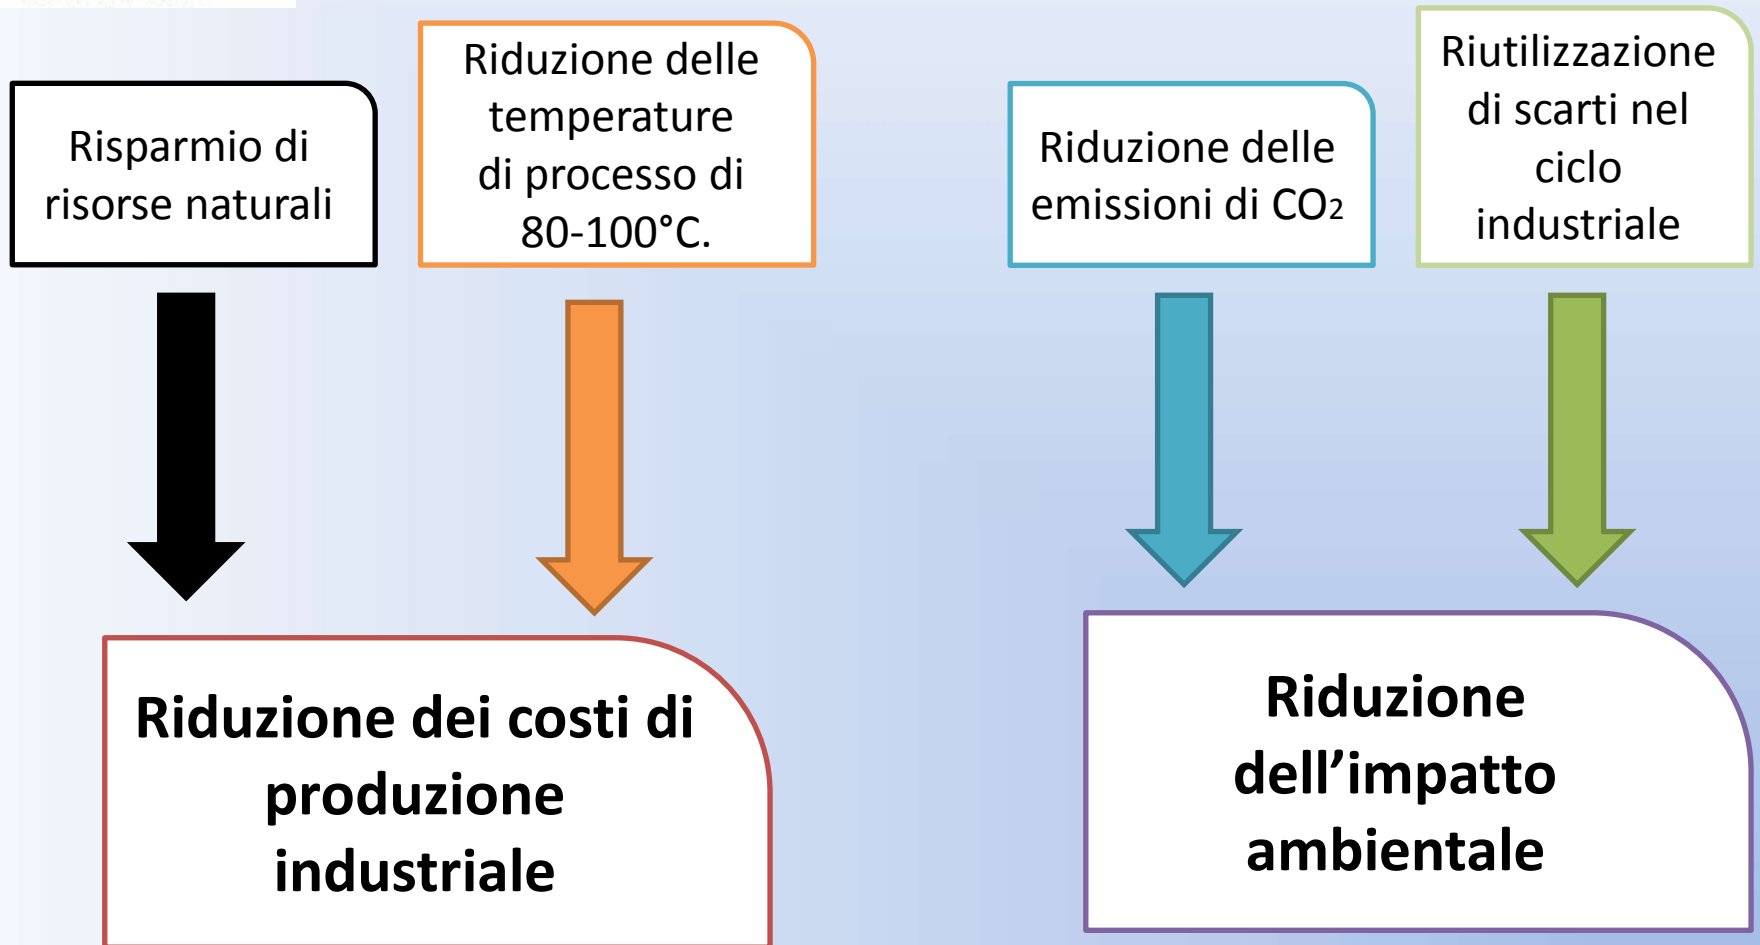 Risparmio di
risorse naturali
Riduzione delle
temperature
di processo di
80-100°C.
Riduzione delle
emissioni di CO2
Riutilizzazione
di scarti nel
ciclo
industriale
Riduzione dei costi di
produzione
industriale
Riduzione
dell’impatto
ambientale